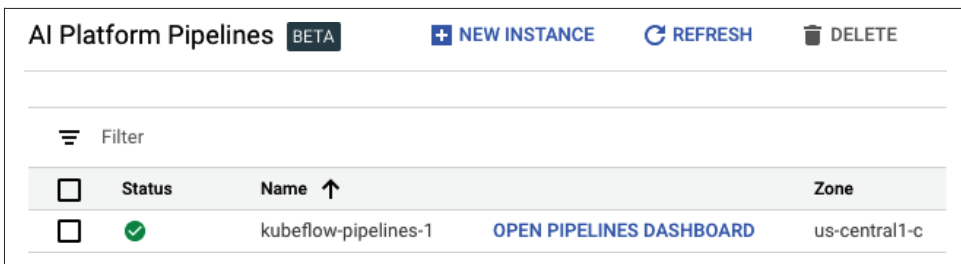 AI Platform Pipelines BETA NEW INSTANCE REFRESH DELETE
Filter
Status Name Zone
kubeflow-pipelines-1 OPEN PIPELINES DASHBOARD us-central1-c